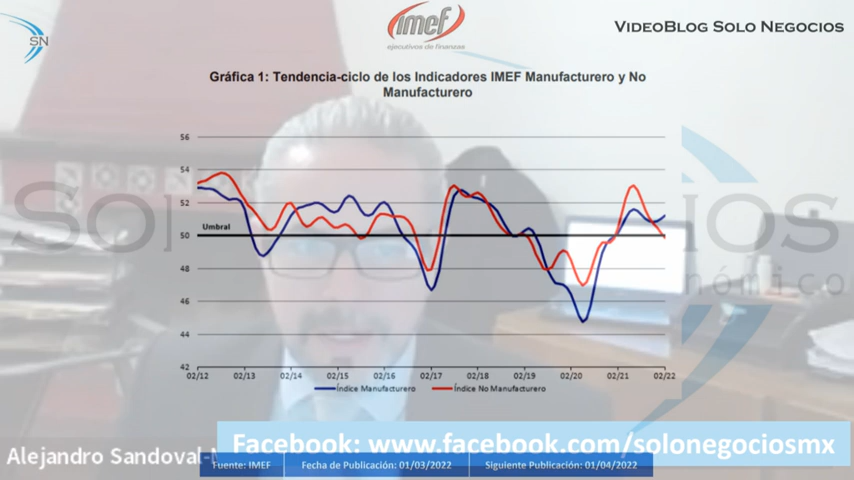 SN
imef
ejecutivos de finanzas
VIDEOBLOG SOLO NEGOCIOS
Gráfica 1: Tendencia-ciclo de los Indicadores IMEF Manufacturero y No
Manufacturero
56
54
52
50
48
46
44
42
Umbral
02/12 02/13 02/14 02/15 02/16 02/17 02/18 02/19 02/20 02/21 02/22
Índice Manufacturero Índice No Manufacturero
Facebook: www.facebook.com/solonegociosmx
Alejandro Sandoval-
Fuente: IMEF Fecha de Publicación: 01/03/2022 Siguiente Publicación: 01/04/2022